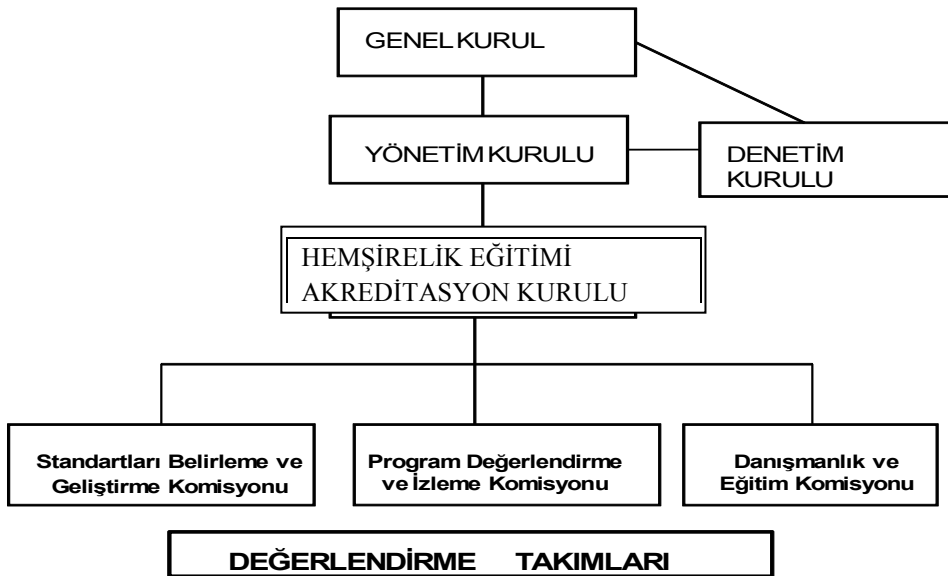 GENEL KURUL
YÖNETİM KURULU
DENETİM
KURULU
HEMŞİRELİK EĞİTİMİ
AKREDİTASYON KURULU
Standartları Belirleme ve
Geliştirme Komisyonu
Program Değerlendirme
ve İzleme Komisyonu
Danışmanlık ve
Eğitim Komisyonu
DEĞERLENDİRME TAKIMLARI